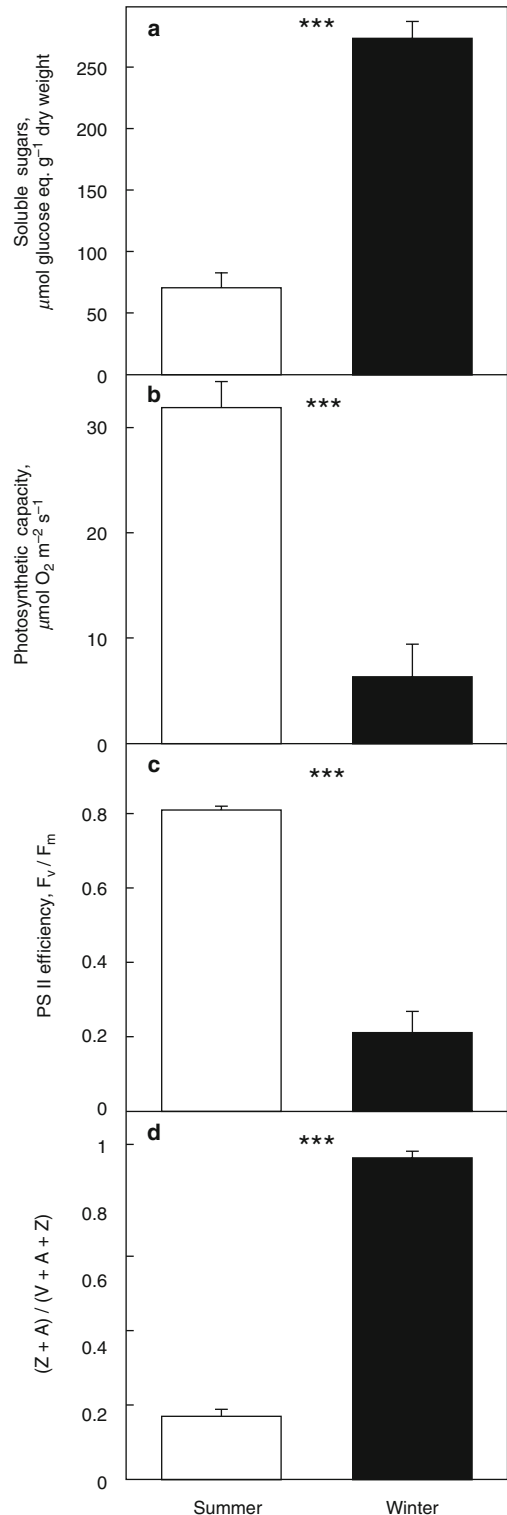 a
***
Soluble sugars,
μmol glucose eq. g⁻¹ dry weight
250
200
150
100
50
0
b
***
Photosynthetic capacity,
μmol O₂ m⁻² s⁻¹
30
20
10
0
c
***
PS II efficiency, Fᵥ / Fₘ
0.8
0.6
0.4
0.2
0
d
***
(Z + A) / (V + A + Z)
1
0.8
0.6
0.4
0.2
0
Summer Winter